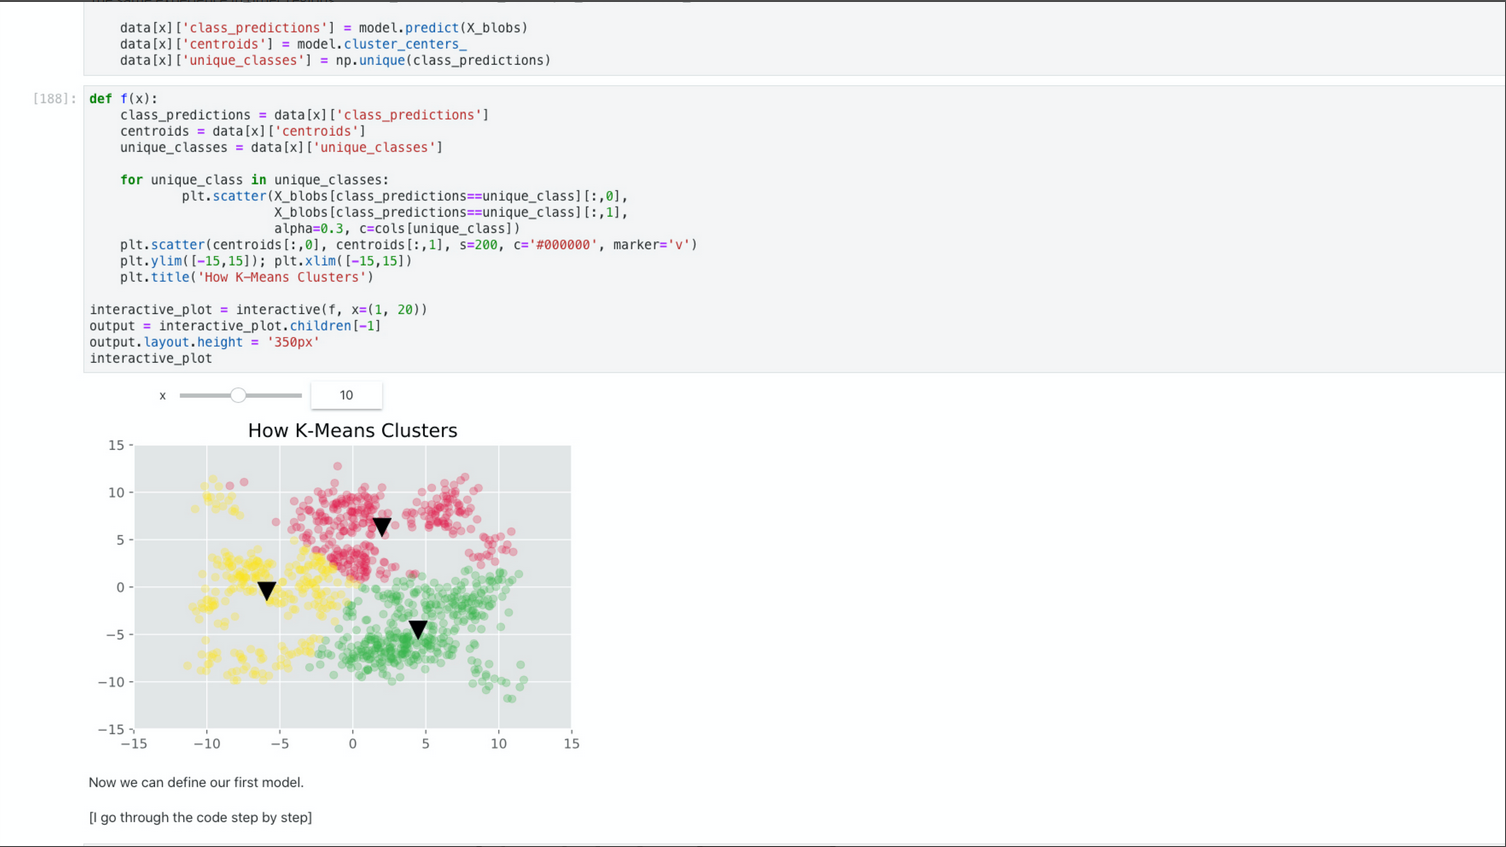 data[x]['class_predictions'] = model.predict(X_blobs)
data[x]['centroids'] = model.cluster_centers_
data[x]['unique_classes'] = np.unique(class_predictions)
[188]:
def f(x):
    class_predictions = data[x]['class_predictions']
    centroids = data[x]['centroids']
    unique_classes = data[x]['unique_classes']
    for unique_class in unique_classes:
            plt.scatter(X_blobs[class_predictions==unique_class][:,0],
                        X_blobs[class_predictions==unique_class][:,1],
                        alpha=0.3, c=cols[unique_class])
    plt.scatter(centroids[:,0], centroids[:,1], s=200, c='#000000', marker='v')
    plt.ylim([-15,15]); plt.xlim([-15,15])
    plt.title('How K-Means Clusters')
interactive_plot = interactive(f, x=(1, 20))
output = interactive_plot.children[-1]
output.layout.height = '350px'
interactive_plot
x 10
How K-Means Clusters
15
10
5
0
−5
−10
−15
−15 −10 −5 0 5 10 15
Now we can define our first model.
[I go through the code step by step]